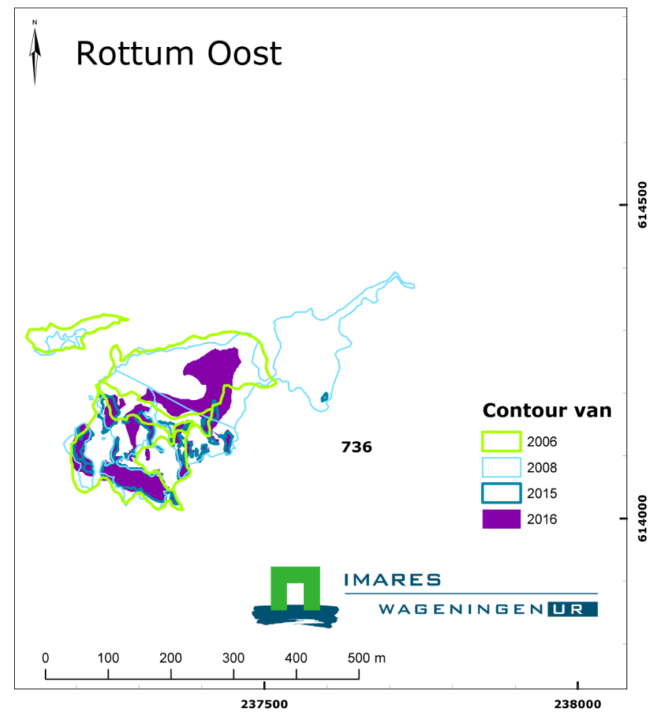 N
Rottum Oost
614500
Contour van
2006
736
2008
2015
2016
614000
IMARES
WAGENINGEN UR
0 100 200 300 400 500 m
237500 238000